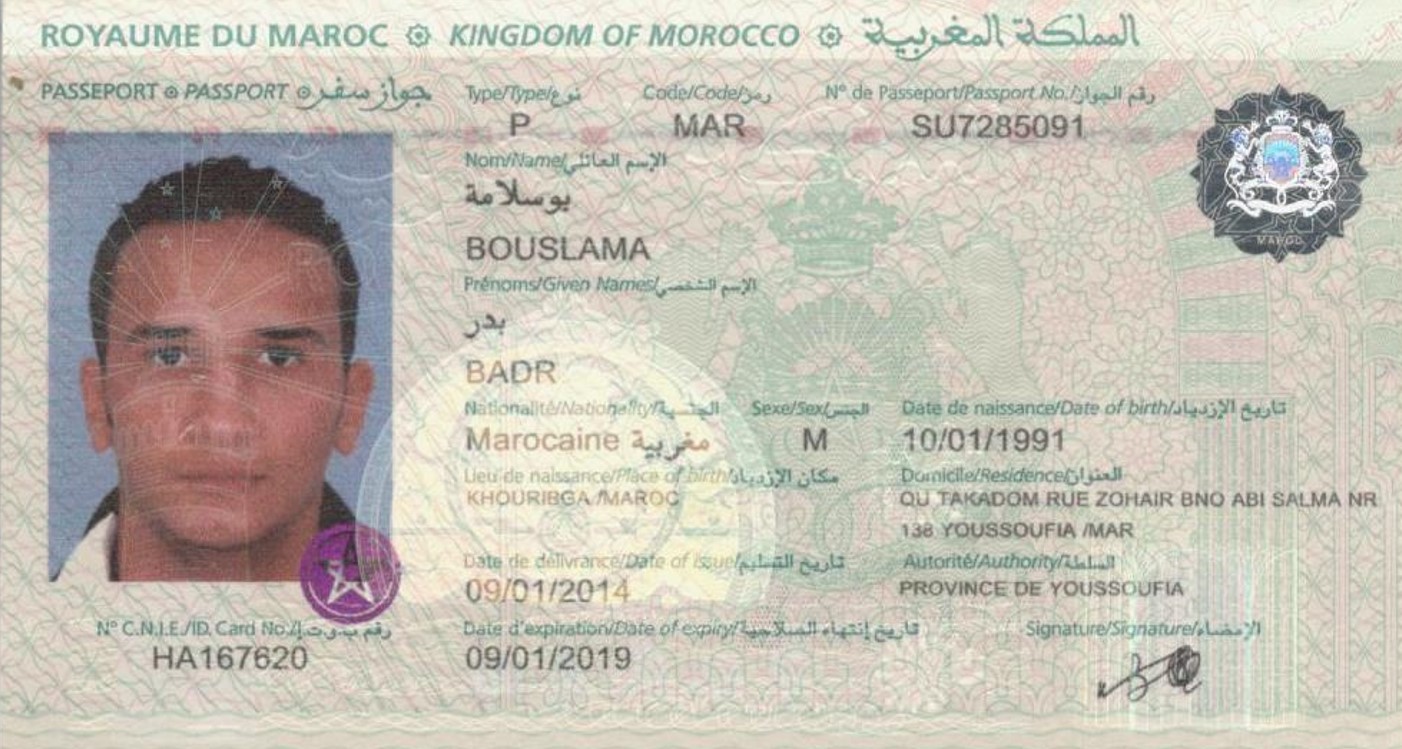 ROYAUME DU MAROC KINGDOM OF MOROCCO المملكة المغربية
PASSEPORT PASSPORT جواز سفر
Type/Type/نوع Code/Code/رمز N° de Passeport/Passport No./رقم الجواز
P MAR SU7285091
Nom/Name/الإسم العائلي
بوسلامة
BOUSLAMA
Prénoms/Given Names/الإسم الشخصي
بدر
BADR
Nationalité/Nationality/الجنسية Sexe/Sex/الجنس Date de naissance/Date of birth/تاريخ الإزدياد
Marocaine مغربية M 10/01/1991
Lieu de naissance/Place of birth/مكان الإزدياد Domicile/Residence/العنوان
KHOURIBGA /MAROC QU TAKADOM RUE ZOHAIR BNO ABI SALMA NR
138 YOUSSOUFIA /MAR
Date de délivrance/Date of issue/تاريخ التسليم Autorité/Authority/السلطة
09/01/2014 PROVINCE DE YOUSSOUFIA
N° C.N.I.E./ID. Card No./رقم ب.و.ت.إ Date d'expiration/Date of expiry/تاريخ إنتهاء الصلاحية Signature/Signature/الإمضاء
HA167620 09/01/2019
MAROC